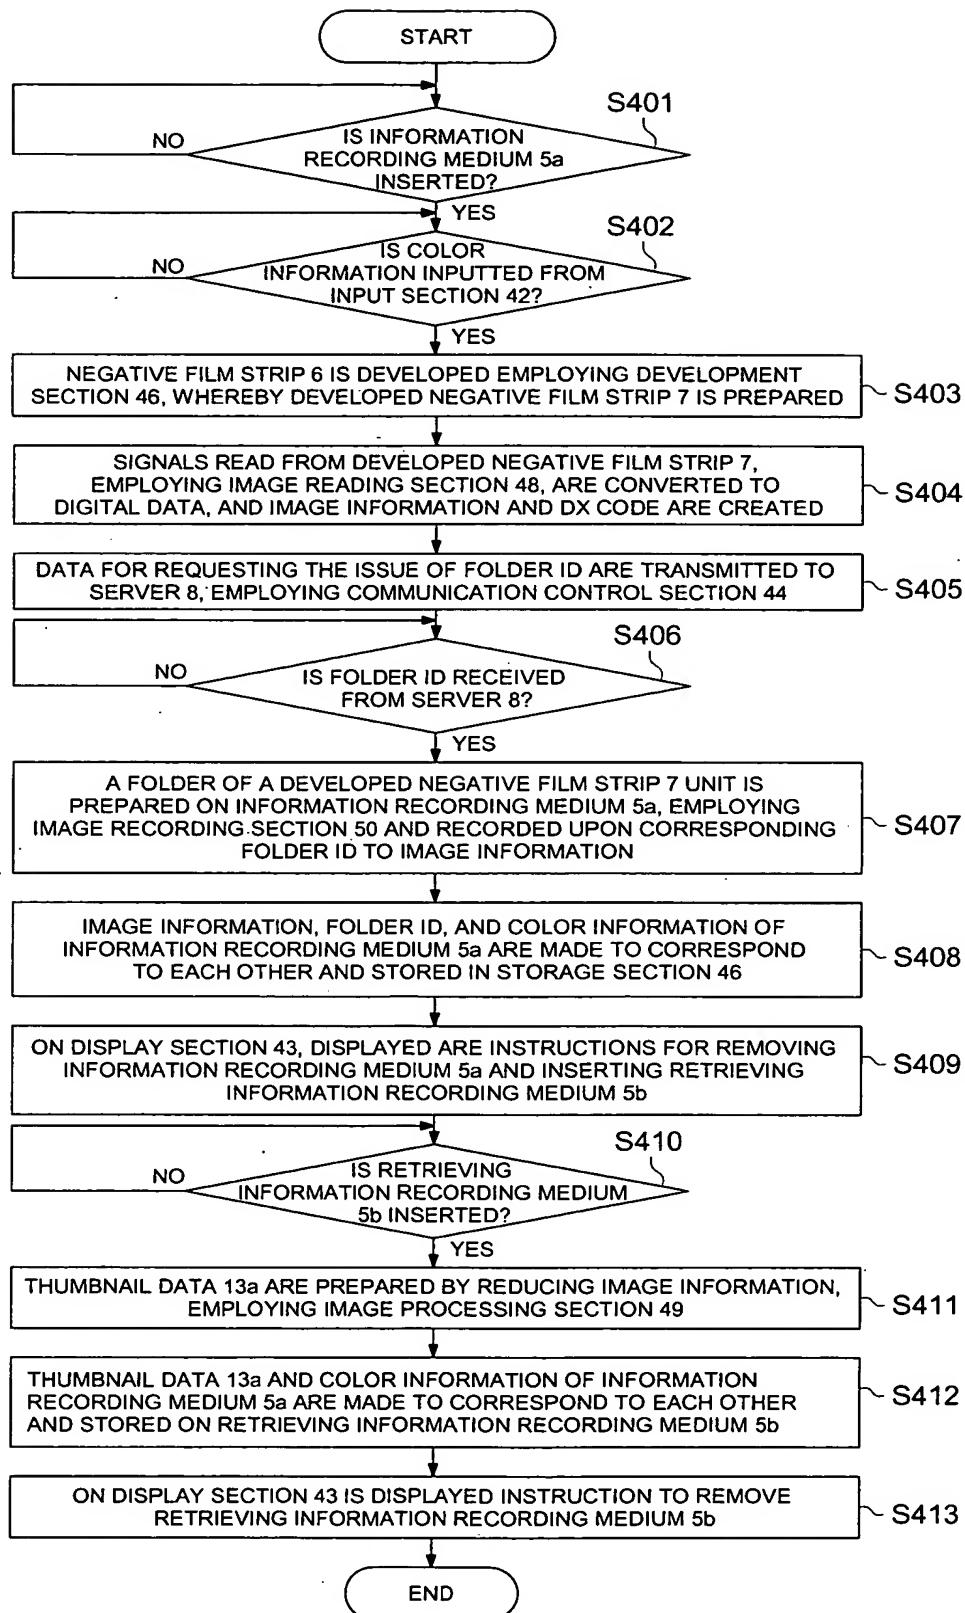 START
S401
NO
IS INFORMATION
RECORDING MEDIUM 5a
INSERTED?
YES
S402
NO
IS COLOR
INFORMATION INPUTTED FROM
INPUT SECTION 42?
YES
NEGATIVE FILM STRIP 6 IS DEVELOPED EMPLOYING DEVELOPMENT
SECTION 46, WHEREBY DEVELOPED NEGATIVE FILM STRIP 7 IS PREPARED
S403
SIGNALS READ FROM DEVELOPED NEGATIVE FILM STRIP 7,
EMPLOYING IMAGE READING SECTION 48, ARE CONVERTED TO
DIGITAL DATA, AND IMAGE INFORMATION AND DX CODE ARE CREATED
S404
DATA FOR REQUESTING THE ISSUE OF FOLDER ID ARE TRANSMITTED TO
SERVER 8, EMPLOYING COMMUNICATION CONTROL SECTION 44
S405
S406
NO
IS FOLDER ID RECEIVED
FROM SERVER 8?
YES
A FOLDER OF A DEVELOPED NEGATIVE FILM STRIP 7 UNIT IS
PREPARED ON INFORMATION RECORDING MEDIUM 5a, EMPLOYING
IMAGE RECORDING SECTION 50 AND RECORDED UPON CORRESPONDING
FOLDER ID TO IMAGE INFORMATION
S407
IMAGE INFORMATION, FOLDER ID, AND COLOR INFORMATION OF
INFORMATION RECORDING MEDIUM 5a ARE MADE TO CORRESPOND
TO EACH OTHER AND STORED IN STORAGE SECTION 46
S408
ON DISPLAY SECTION 43, DISPLAYED ARE INSTRUCTIONS FOR REMOVING
INFORMATION RECORDING MEDIUM 5a AND INSERTING RETRIEVING
INFORMATION RECORDING MEDIUM 5b
S409
S410
NO
IS RETRIEVING
INFORMATION RECORDING MEDIUM
5b INSERTED?
YES
THUMBNAIL DATA 13a ARE PREPARED BY REDUCING IMAGE INFORMATION,
EMPLOYING IMAGE PROCESSING SECTION 49
S411
THUMBNAIL DATA 13a AND COLOR INFORMATION OF INFORMATION
RECORDING MEDIUM 5a ARE MADE TO CORRESPOND TO EACH OTHER
AND STORED ON RETRIEVING INFORMATION RECORDING MEDIUM 5b
S412
ON DISPLAY SECTION 43 IS DISPLAYED INSTRUCTION TO REMOVE
RETRIEVING INFORMATION RECORDING MEDIUM 5b
S413
END